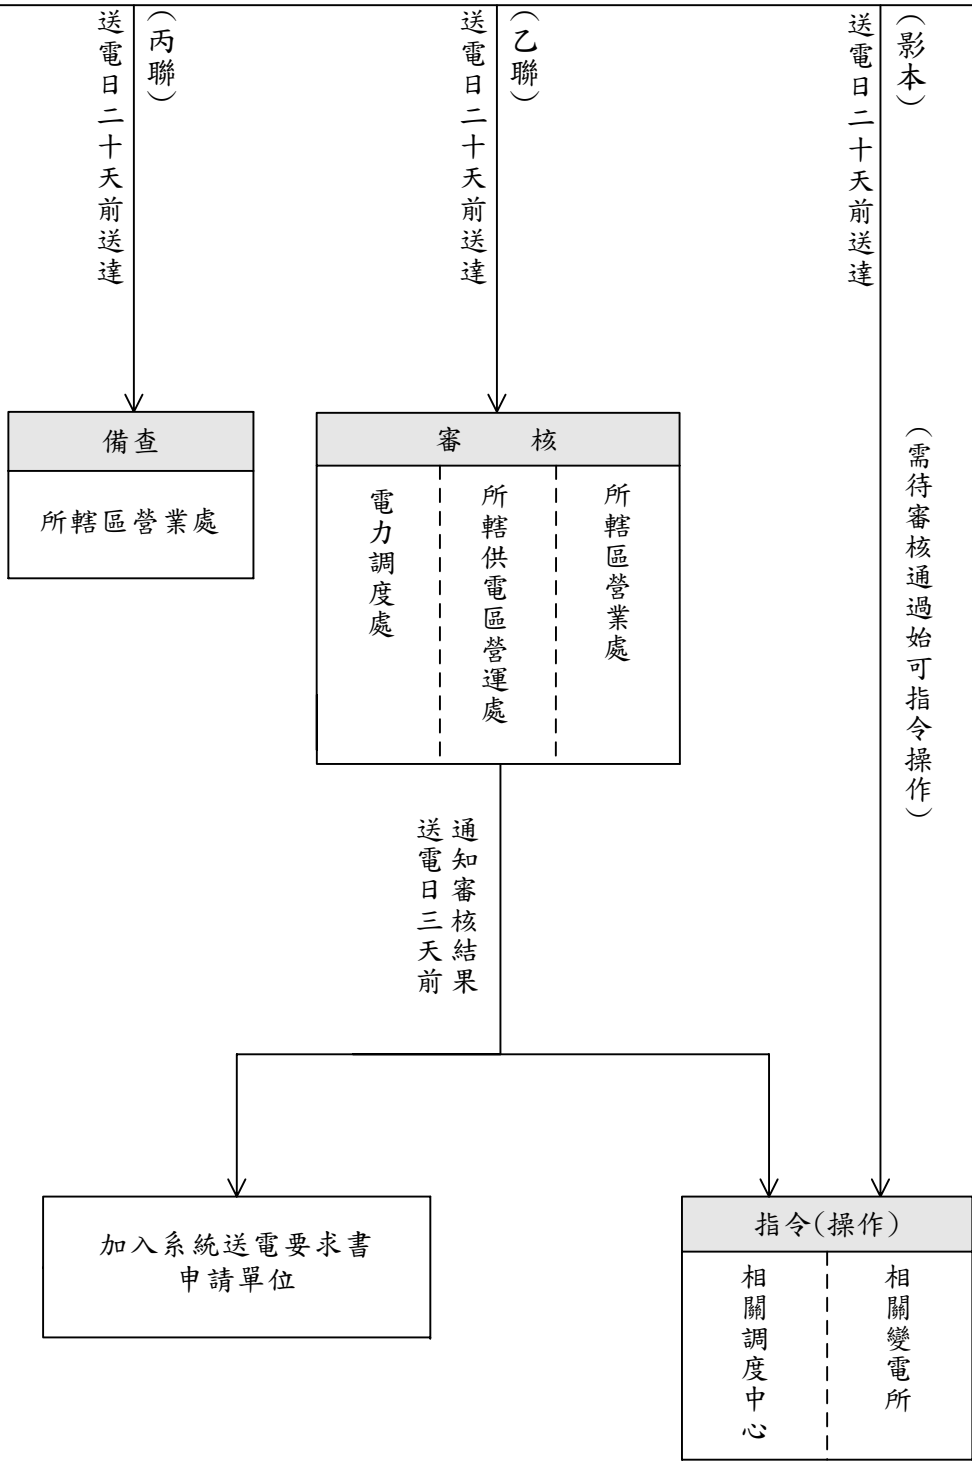 (丙聯)
送電日二十天前送達
(乙聯)
送電日二十天前送達
(影本)
送電日二十天前送達
備查
所轄區營業處
審　核
所轄區營業處
所轄供電區營運處
電力調度處
(需待審核通過始可指令操作)
通知審核結果
送電日三天前
加入系統送電要求書
申請單位
指令(操作)
相關變電所
相關調度中心